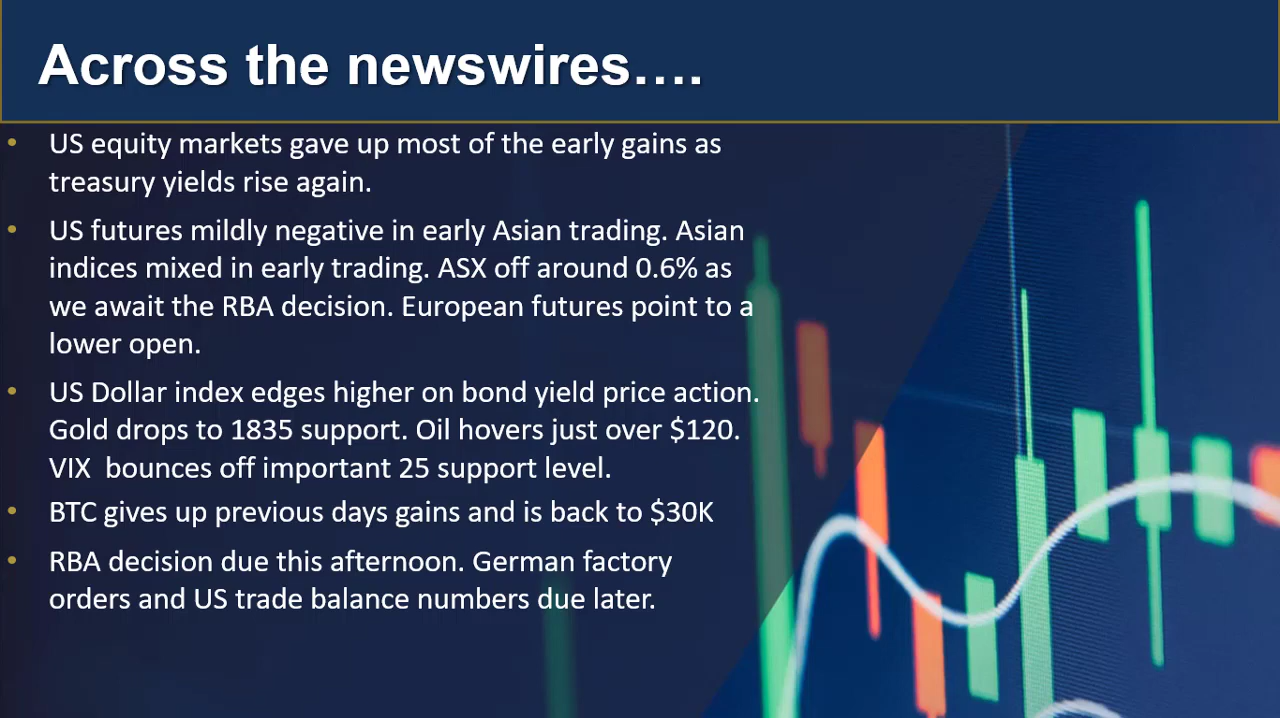 Across the newswires….
• US equity markets gave up most of the early gains as
treasury yields rise again.
• US futures mildly negative in early Asian trading. Asian
indices mixed in early trading. ASX off around 0.6% as
we await the RBA decision. European futures point to a
lower open.
• US Dollar index edges higher on bond yield price action.
Gold drops to 1835 support. Oil hovers just over $120.
VIX  bounces off important 25 support level.
• BTC gives up previous days gains and is back to $30K
• RBA decision due this afternoon. German factory
orders and US trade balance numbers due later.